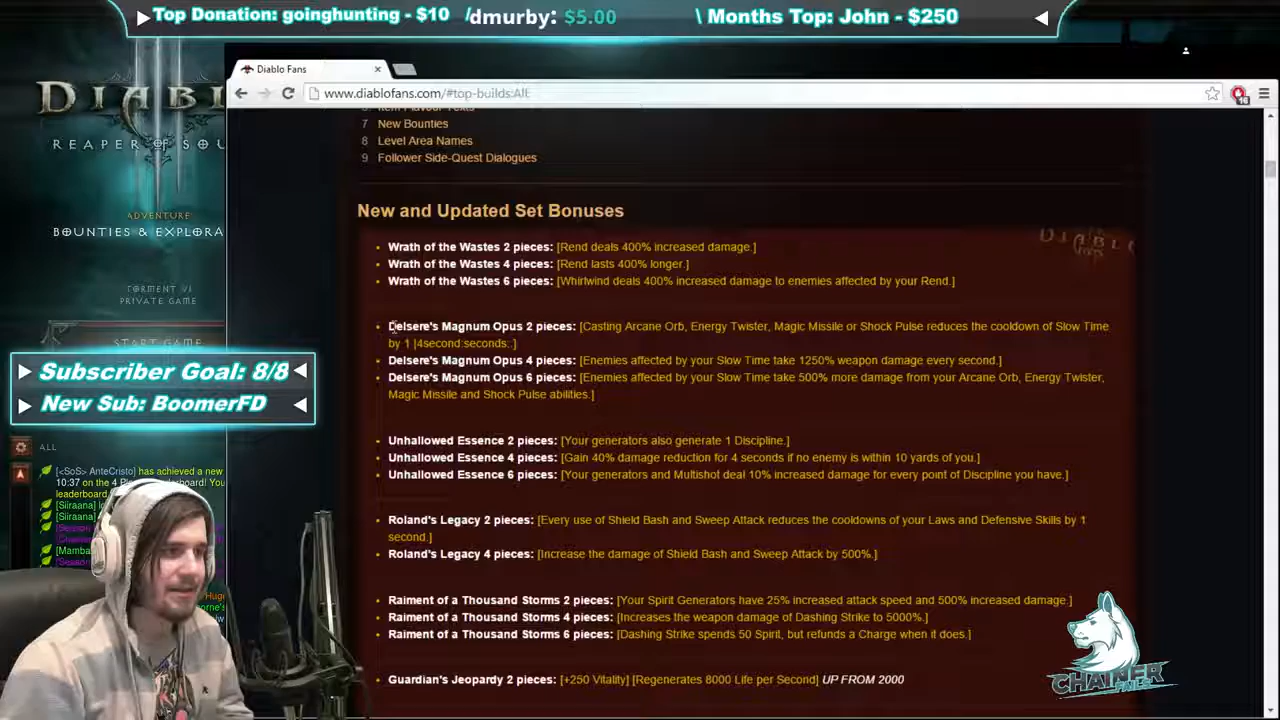 Top Donation: goinghunting - $10 / dmurby: $5.00 \ Months Top: John - $250
Diablo Fans
www.diablofans.com/#top-builds:All:
DIABL
REAPER OF SOU
ADVENTURE
BOUNTIES & EXPLORA
TORMENT VI
PRIVATE GAME
START GAME
Subscriber Goal: 8/8
New Sub: BoomerFD
ALL
[<SoS> AnteCristo] has achieved a new
10:37 on the 4
leaderboard
[Siiraana]
[Siiraana]
7 New Bounties
8 Level Area Names
9 Follower Side-Quest Dialogues
New and Updated Set Bonuses
Wrath of the Wastes 2 pieces: [Rend deals 400% increased damage.]
Wrath of the Wastes 4 pieces: [Rend lasts 400% longer.]
Wrath of the Wastes 6 pieces: [Whirlwind deals 400% increased damage to enemies affected by your Rend.]
Delsere's Magnum Opus 2 pieces: [Casting Arcane Orb, Energy Twister, Magic Missile or Shock Pulse reduces the cooldown of Slow Time
by 1 |4second:seconds:.]
Delsere's Magnum Opus 4 pieces: [Enemies affected by your Slow Time take 1250% weapon damage every second.]
Delsere's Magnum Opus 6 pieces: [Enemies affected by your Slow Time take 500% more damage from your Arcane Orb, Energy Twister,
Magic Missile and Shock Pulse abilities.]
Unhallowed Essence 2 pieces: [Your generators also generate 1 Discipline.]
Unhallowed Essence 4 pieces: [Gain 40% damage reduction for 4 seconds if no enemy is within 10 yards of you.]
Unhallowed Essence 6 pieces: [Your generators and Multishot deal 10% increased damage for every point of Discipline you have.]
Roland's Legacy 2 pieces: [Every use of Shield Bash and Sweep Attack reduces the cooldowns of your Laws and Defensive Skills by 1
second.]
Roland's Legacy 4 pieces: [Increase the damage of Shield Bash and Sweep Attack by 500%.]
Raiment of a Thousand Storms 2 pieces: [Your Spirit Generators have 25% increased attack speed and 500% increased damage.]
Raiment of a Thousand Storms 4 pieces: [Increases the weapon damage of Dashing Strike to 5000%.]
Raiment of a Thousand Storms 6 pieces: [Dashing Strike spends 50 Spirit, but refunds a Charge when it does.]
Guardian's Jeopardy 2 pieces: [+250 Vitality] [Regenerates 8000 Life per Second] UP FROM 2000
CHAINER